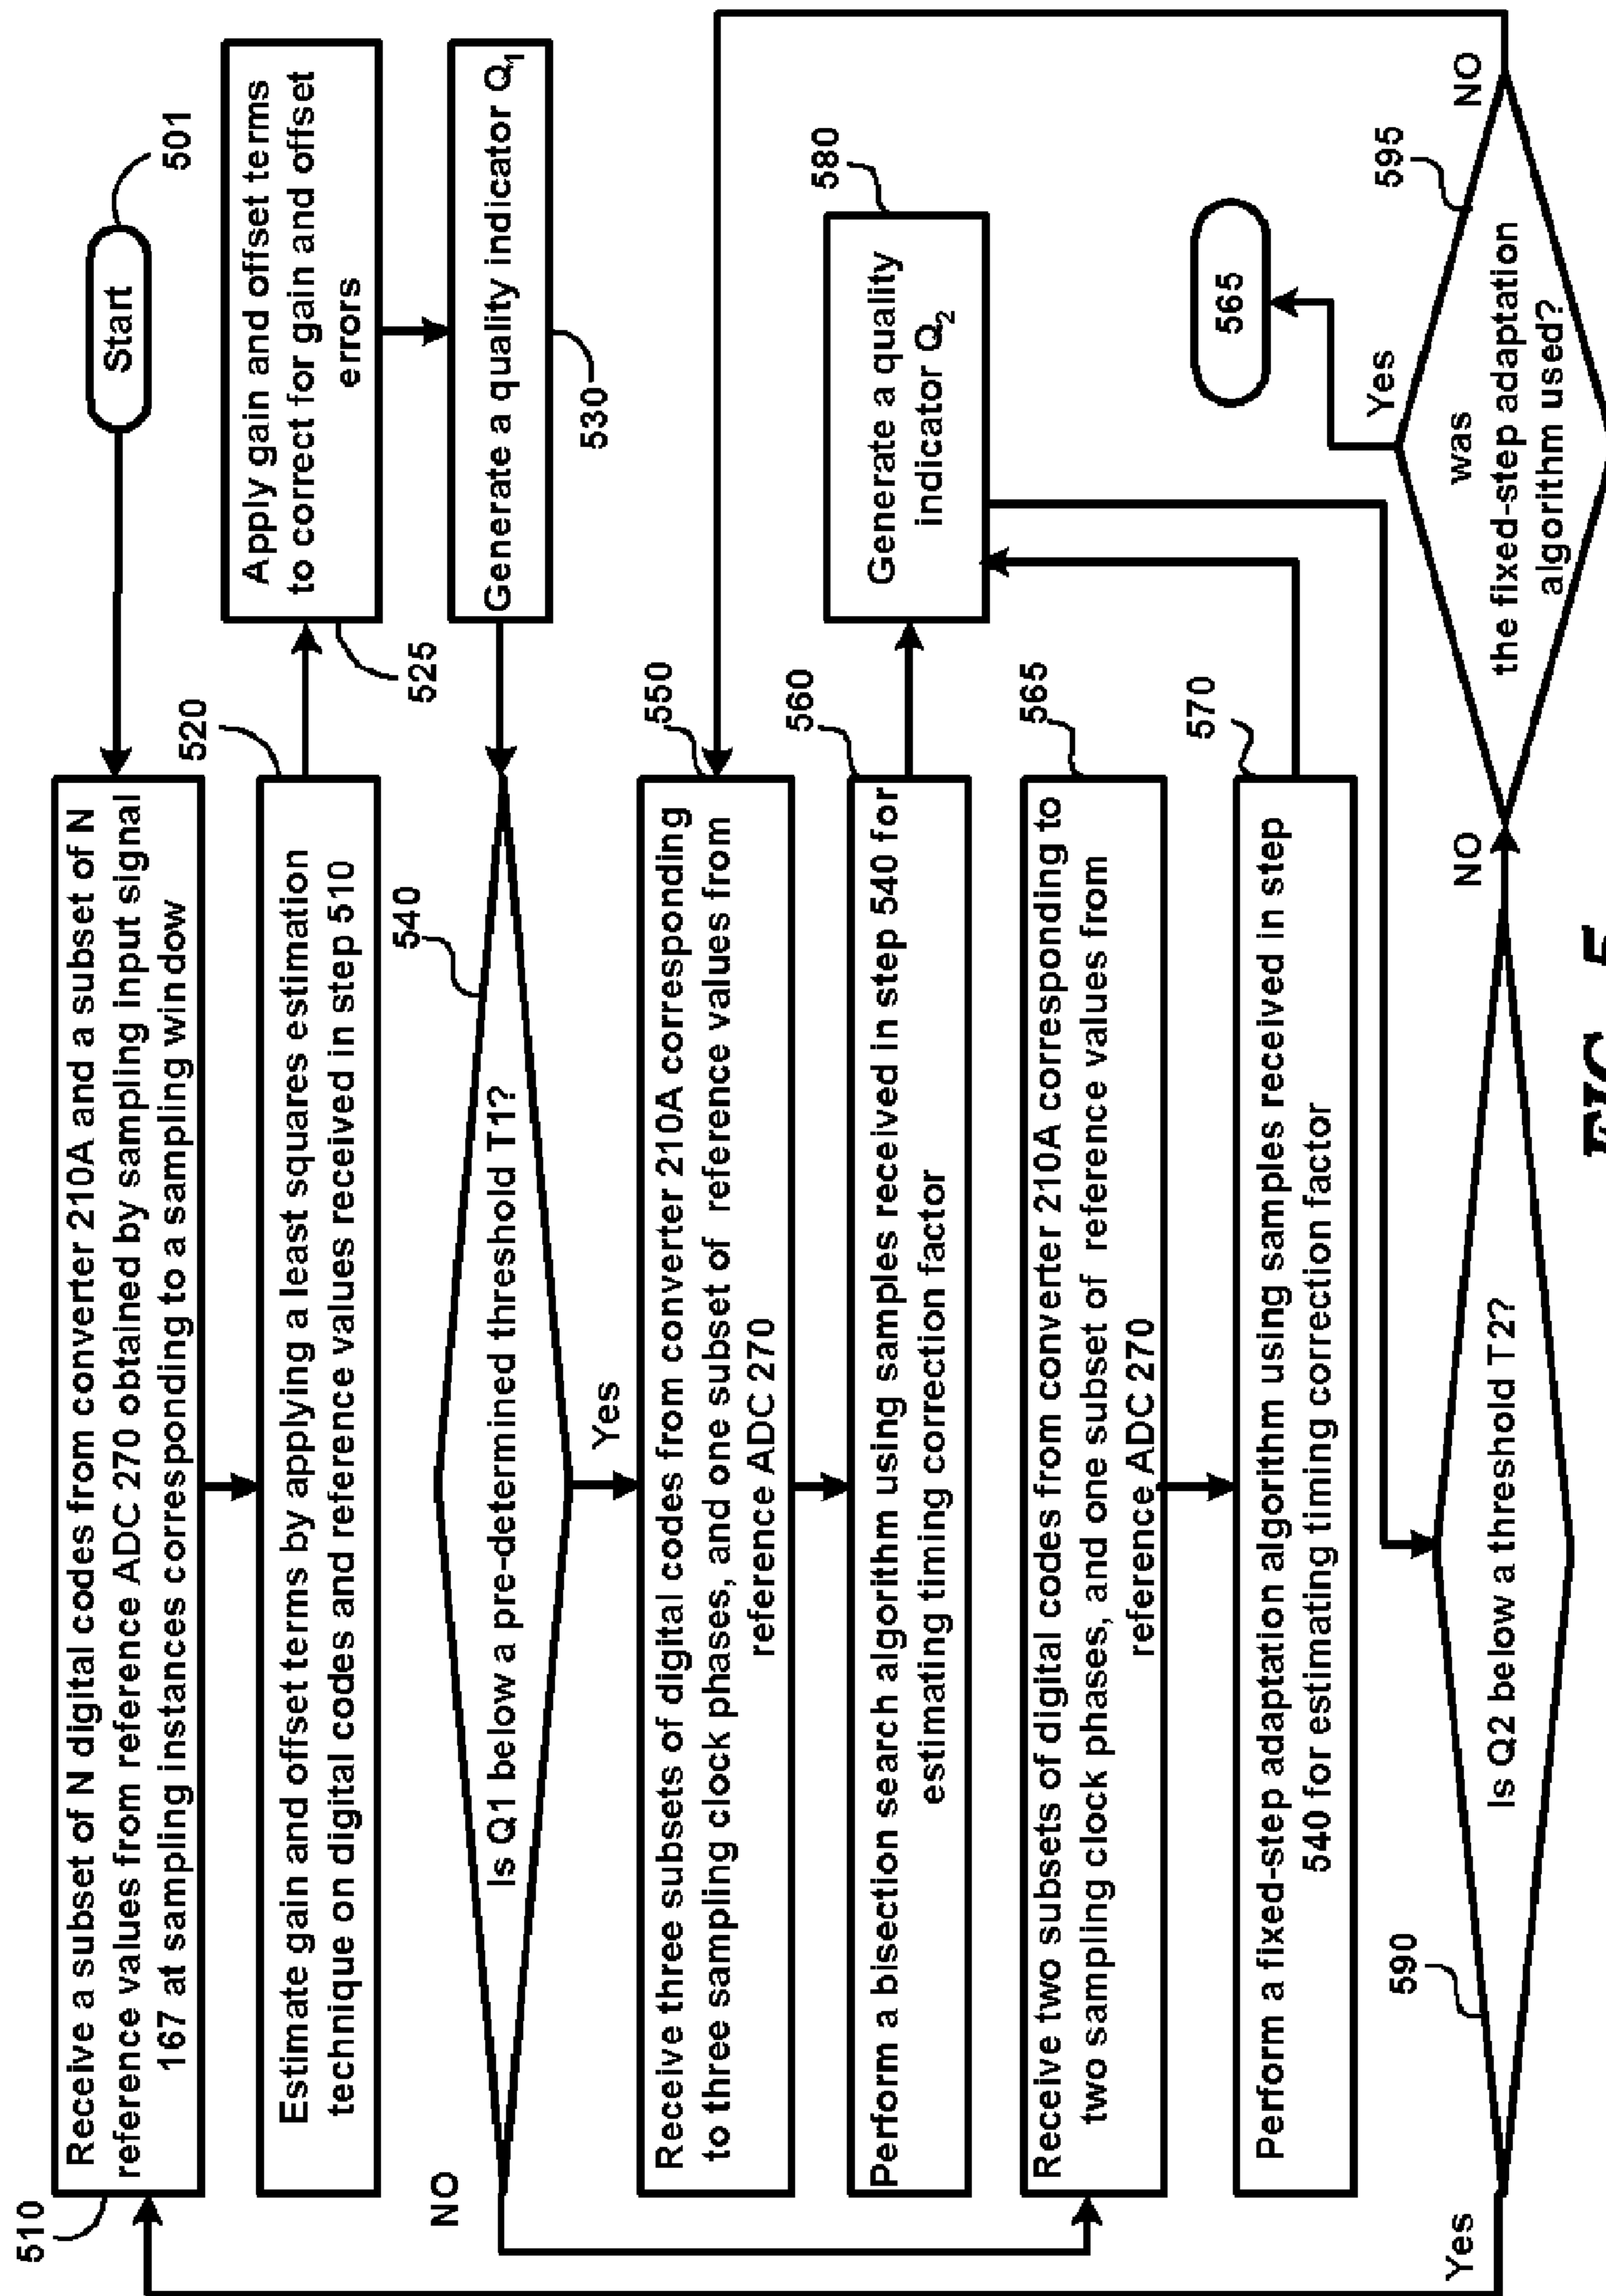 Start
501
510
Receive a subset of N digital codes from converter 210A and a subset of N
reference values from reference ADC 270 obtained by sampling input signal
167 at sampling instances corresponding to a sampling window
520
Estimate gain and offset terms by applying a least squares estimation
technique on digital codes and reference values received in step 510
Apply gain and offset terms
to correct for gain and offset
errors
525
Generate a quality indicator Q1
530
540
Is Q1 below a pre-determined threshold T1?
NO
Yes
550
Receive three subsets of digital codes from converter 210A corresponding
to three sampling clock phases, and one subset of reference values from
reference ADC 270
560
Perform a bisection search algorithm using samples received in step 540 for
estimating timing correction factor
580
Generate a quality
indicator Q2
565
Receive two subsets of digital codes from converter 210A corresponding to
two sampling clock phases, and one subset of reference values from
reference ADC 270
570
Perform a fixed-step adaptation algorithm using samples received in step
540 for estimating timing correction factor
590
Is Q2 below a threshold T2?
Yes
NO
595
was
the fixed-step adaptation
algorithm used?
Yes
NO
565